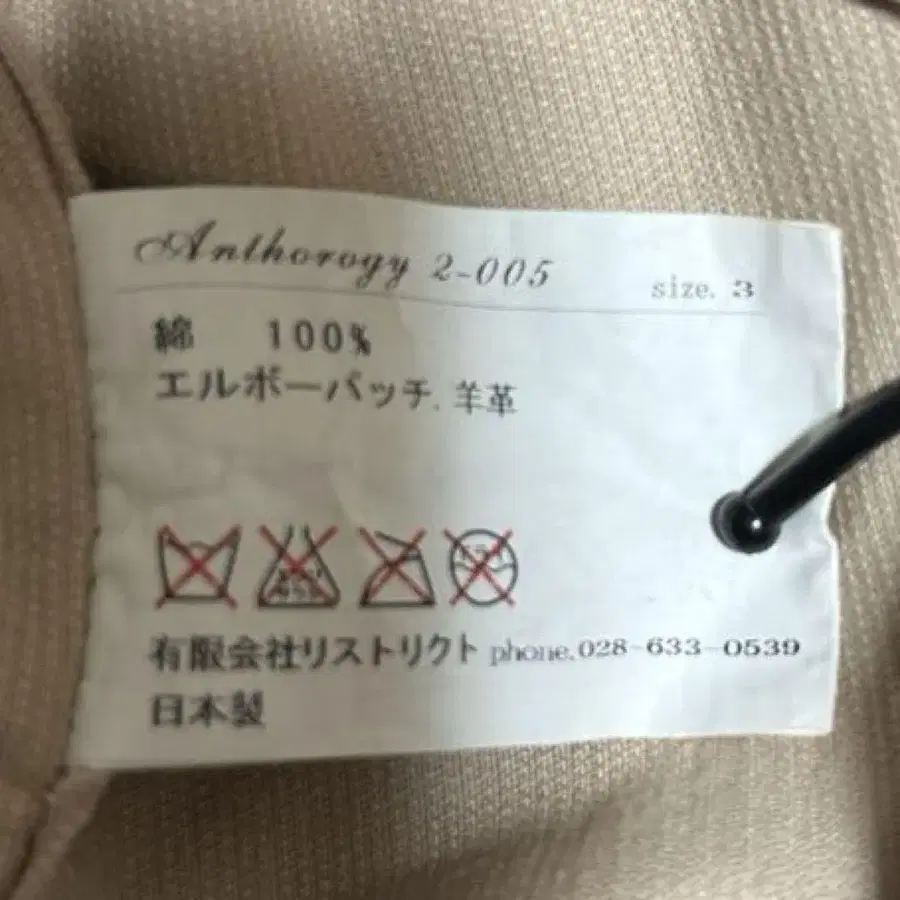 Anthorogy 2-005 size. 3
綿 100%
エルボーパッチ. 羊革
有限会社リストリクト phone.028-633-0539
日本製